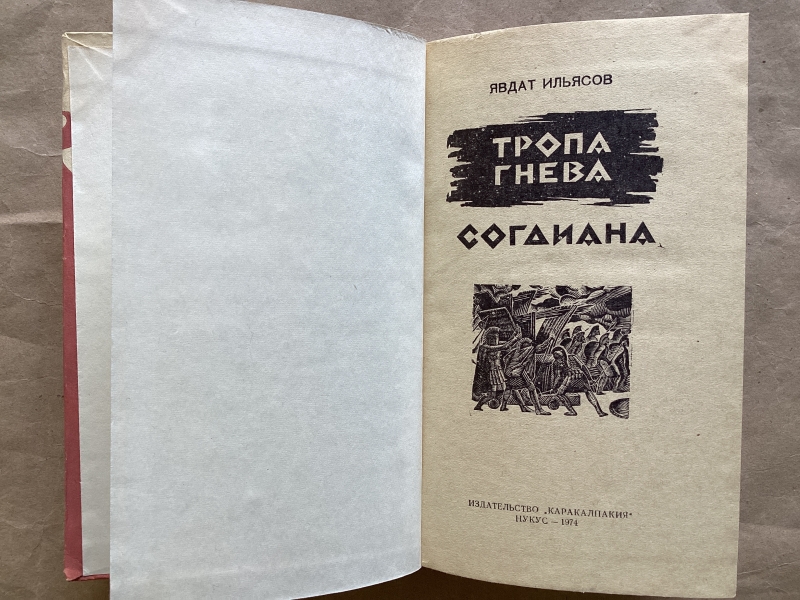 ЯВДАТ ИЛЬЯСОВ
ТРОПА
ГНЕВА
СОГДИАНА
ИЗДАТЕЛЬСТВО „КАРАКАЛПАКИЯ“
НУКУС — 1974